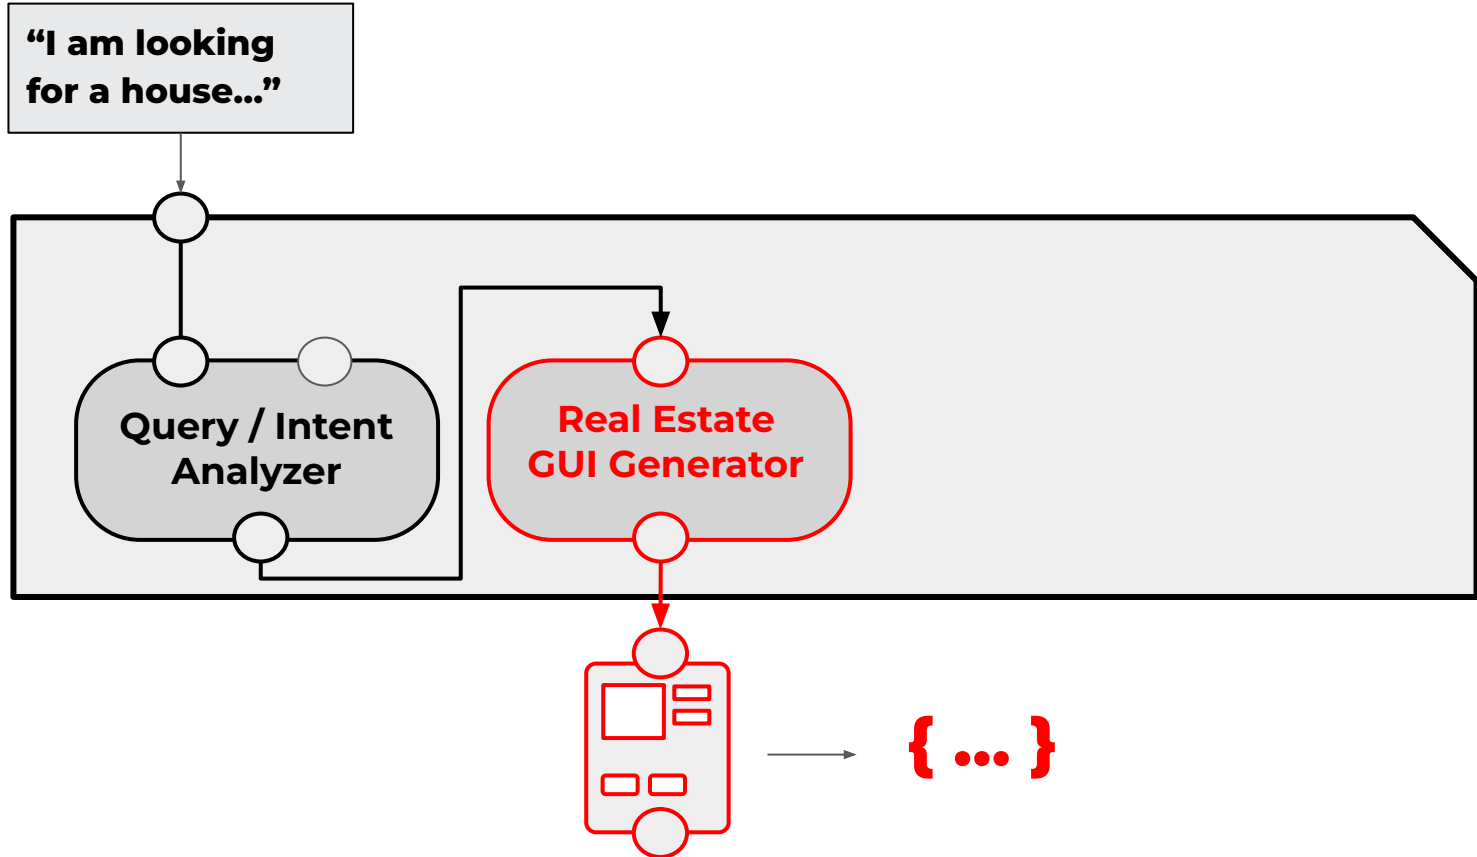 “I am looking
for a house...”
Query / Intent
Analyzer
Real Estate
GUI Generator
{ ... }